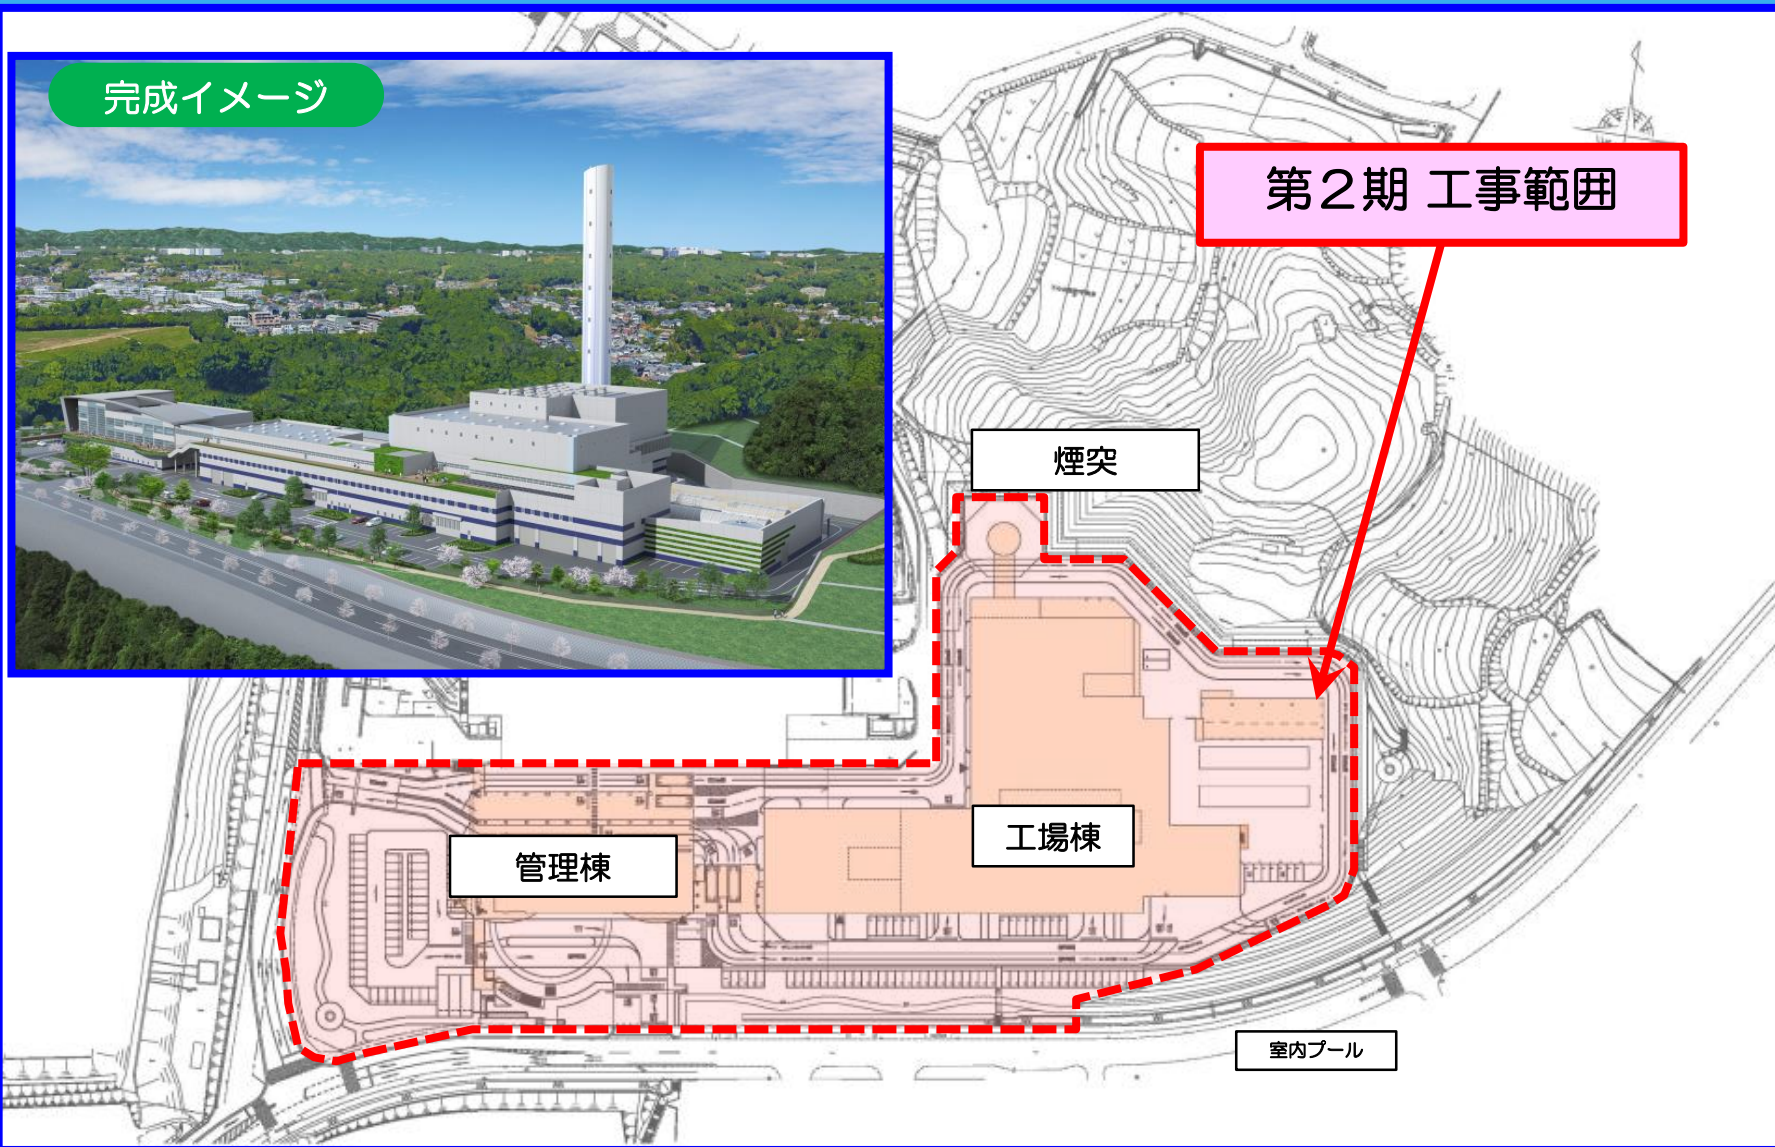 完成イメージ
第2期 工事範囲
煙突
工場棟
管理棟
室内プール